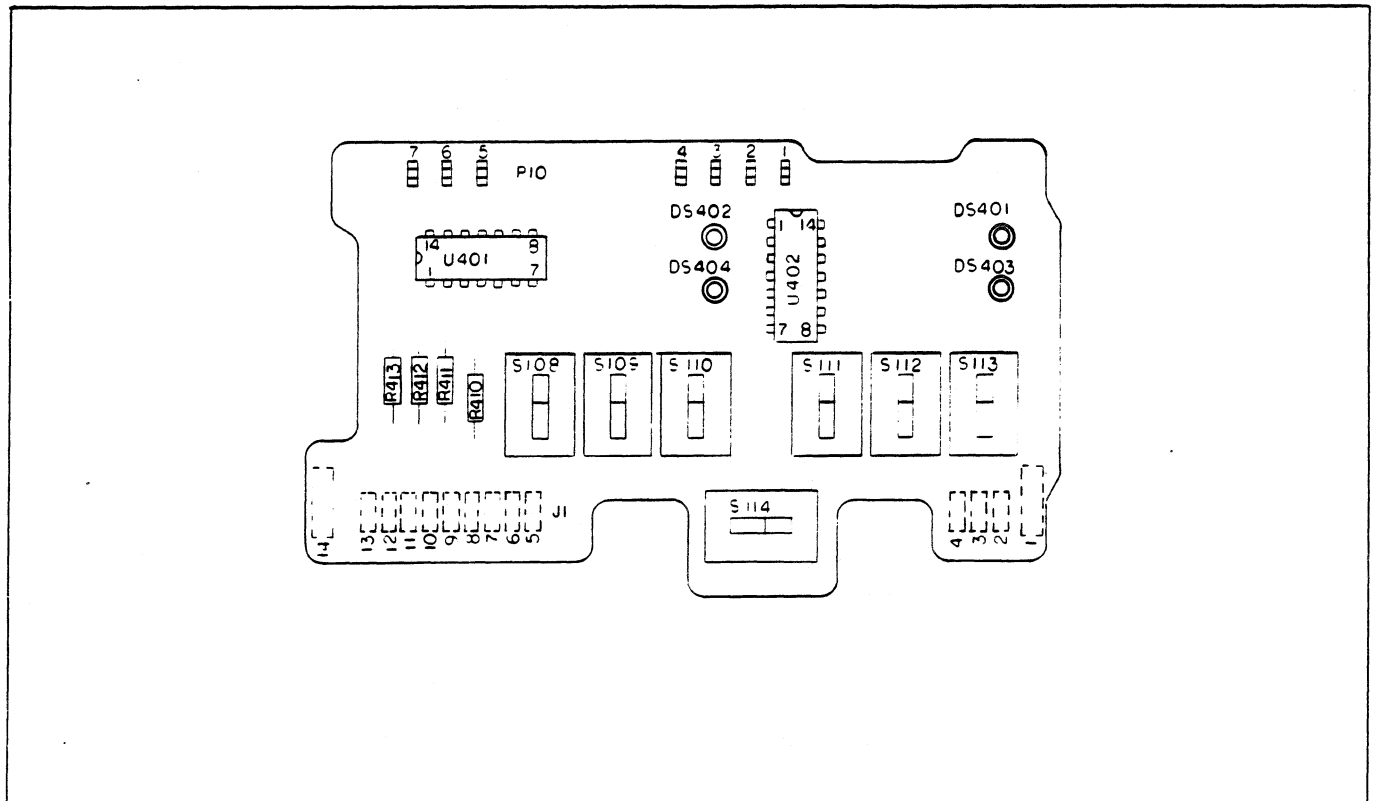 7 6 5 P10 4 3 2 1
DS402 DS401
1 14
14 8
U401
1 7
U402
DS404 DS403
7 8
S108 S109 S110 S111 S112 S113
R413 R412 R411 R410
S114
J1
14 13 12 11 10 9 8 7 6 5 4 3 2 1